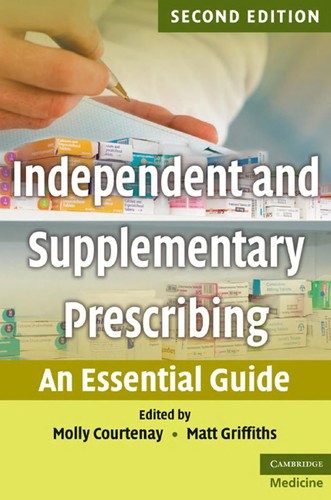 SECOND EDITION
Independent and
Supplementary
Prescribing
An Essential Guide
Edited by
Molly Courtenay • Matt Griffiths
CAMBRIDGE
Medicine